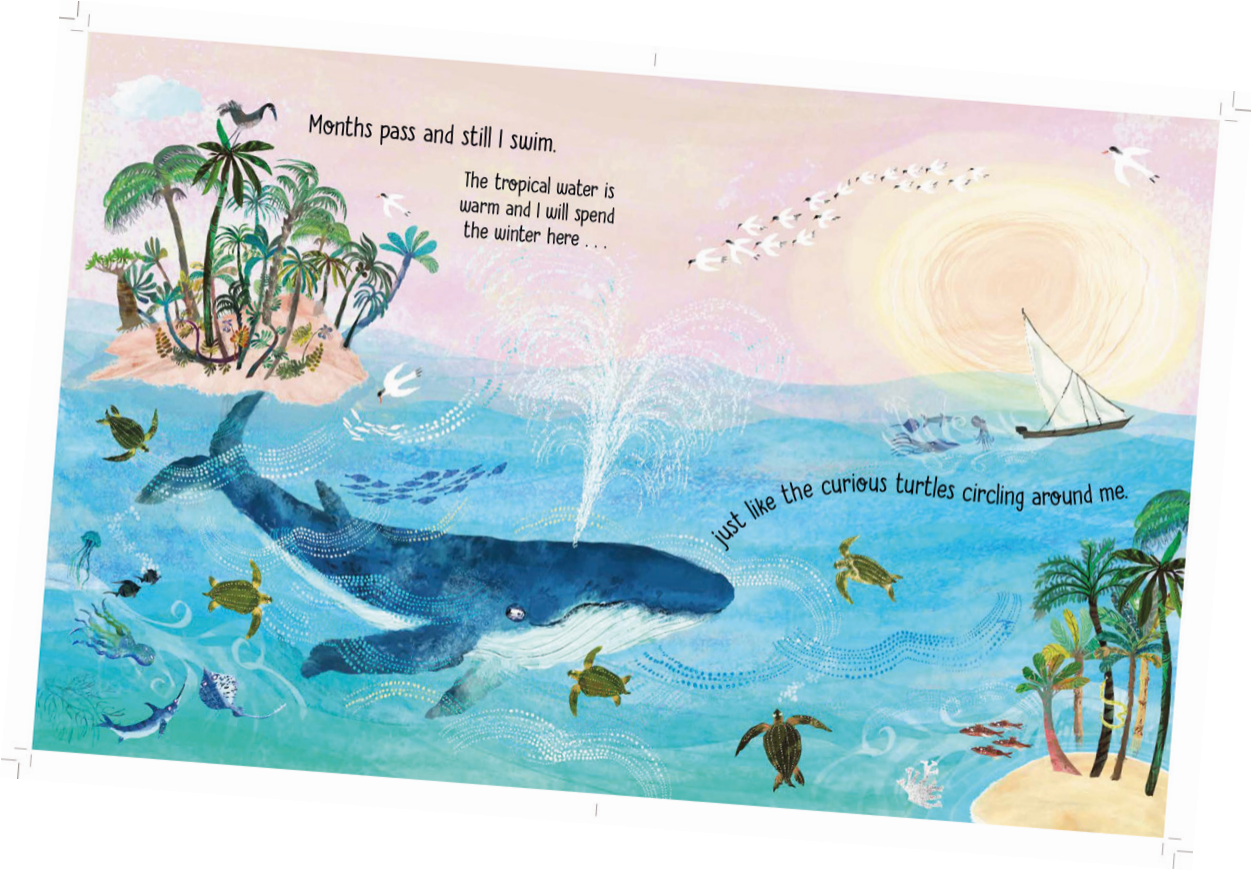 Months pass and still I swim.
The tropical water is
warm and I will spend
the winter here . . .
just like the curious turtles circling around me.